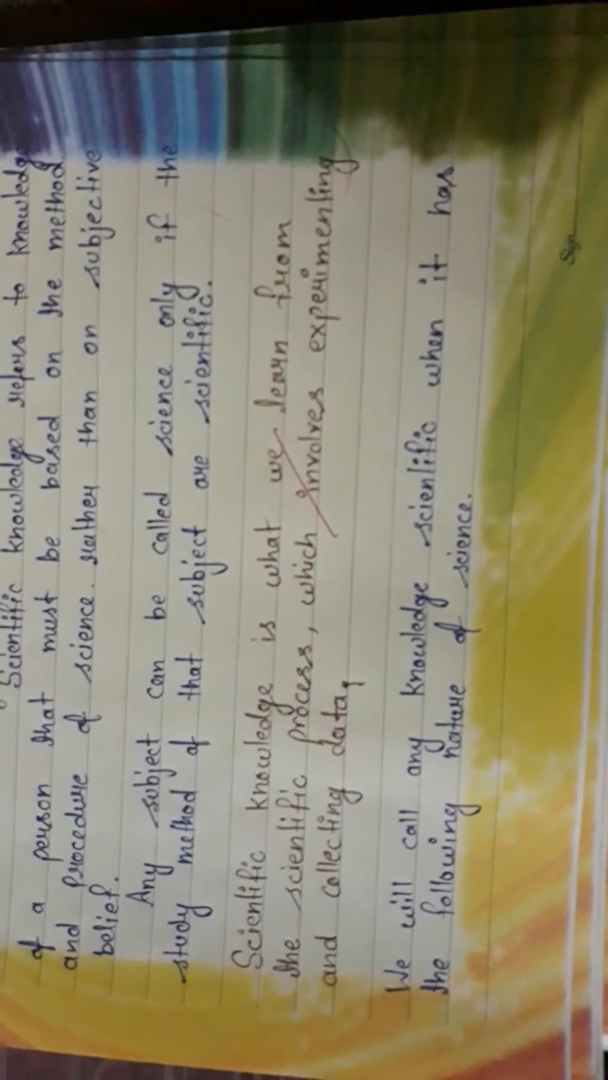 Scientific knowledge refers to knowledge
of a person that must be based on the method
and procedure of science. rather than on subjective
belief.
Any subject can be called science only if the
study method of that subject are scientific.
Scientific knowledge is what we learn from
the scientific process, which involves experimenting
and collecting data,
We will call any knowledge scientific when it has
the following nature of science.
Sign